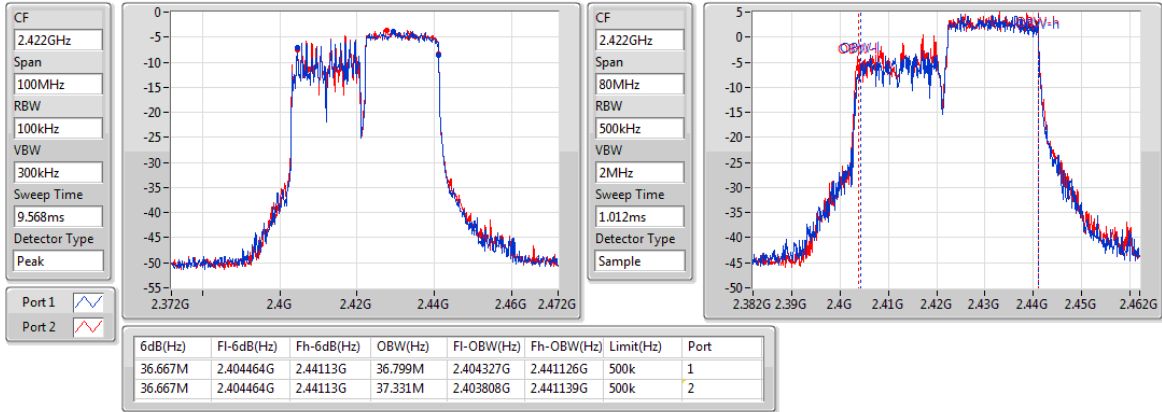 CF
2.422GHz
Span
100MHz
RBW
100kHz
VBW
300kHz
Sweep Time
9.568ms
Detector Type
Peak
Port 1
Port 2
0
-5
-10
-15
-20
-25
-30
-35
-40
-45
-50
-55
2.372G 2.4G 2.42G 2.44G 2.46G 2.472G
CF
2.422GHz
Span
80MHz
RBW
500kHz
VBW
2MHz
Sweep Time
1.012ms
Detector Type
Sample
5
0
-5
-10
-15
-20
-25
-30
-35
-40
-45
-50
OBW-l
OBW-h
2.382G 2.39G 2.4G 2.41G 2.42G 2.43G 2.44G 2.45G 2.462G
6dB(Hz) Fl-6dB(Hz) Fh-6dB(Hz) OBW(Hz) Fl-OBW(Hz) Fh-OBW(Hz) Limit(Hz) Port
36.667M 2.404464G 2.44113G 36.799M 2.404327G 2.441126G 500k 1
36.667M 2.404464G 2.44113G 37.331M 2.403808G 2.441139G 500k 2